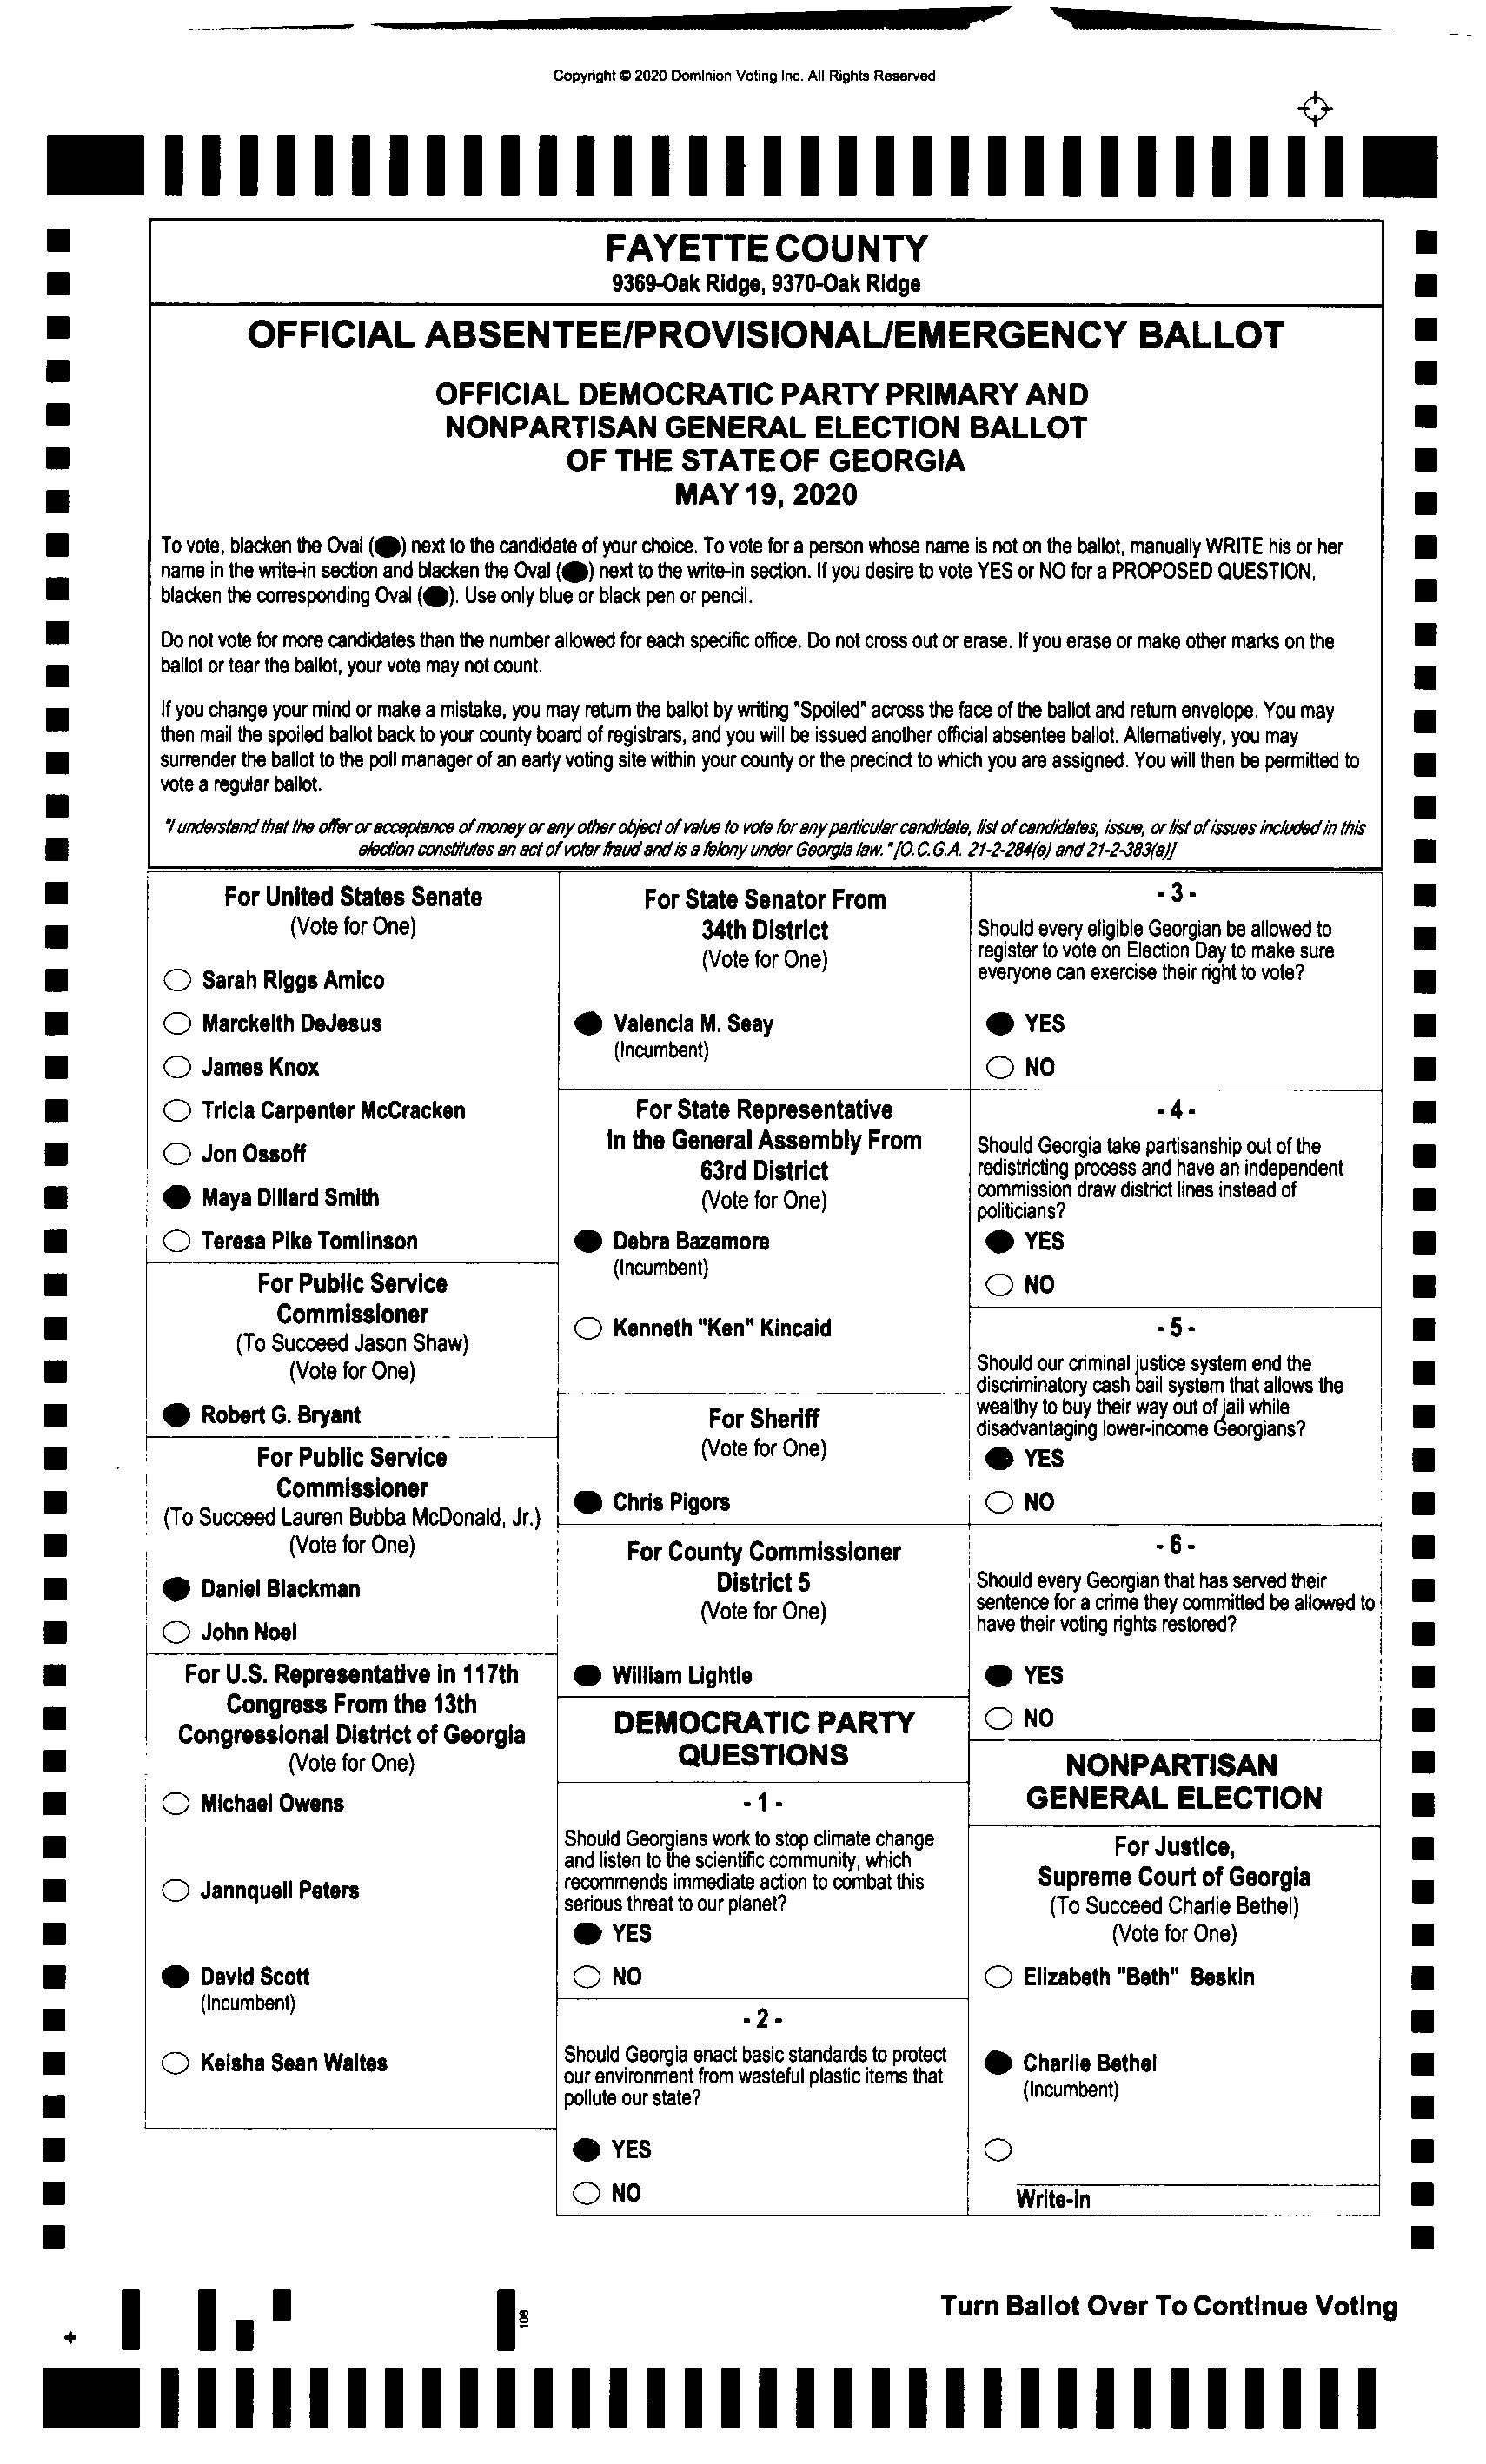 Copyright © 2020 Dominion Voting Inc. All Rights Reserved
FAYETTE COUNTY
9369-Oak Ridge, 9370-Oak Ridge
OFFICIAL ABSENTEE/PROVISIONAL/EMERGENCY BALLOT
OFFICIAL DEMOCRATIC PARTY PRIMARY AND
NONPARTISAN GENERAL ELECTION BALLOT
OF THE STATE OF GEORGIA
MAY 19, 2020
To vote, blacken the Oval (●) next to the candidate of your choice. To vote for a person whose name is not on the ballot, manually WRITE his or her
name in the write-in section and blacken the Oval (●) next to the write-in section. If you desire to vote YES or NO for a PROPOSED QUESTION,
blacken the corresponding Oval (●). Use only blue or black pen or pencil.
Do not vote for more candidates than the number allowed for each specific office. Do not cross out or erase. If you erase or make other marks on the
ballot or tear the ballot, your vote may not count.
If you change your mind or make a mistake, you may return the ballot by writing "Spoiled" across the face of the ballot and return envelope. You may
then mail the spoiled ballot back to your county board of registrars, and you will be issued another official absentee ballot. Alternatively, you may
surrender the ballot to the poll manager of an early voting site within your county or the precinct to which you are assigned. You will then be permitted to
vote a regular ballot.
"I understand that the offer or acceptance of money or any other object of value to vote for any particular candidate, list of candidates, issue, or list of issues included in this
election constitutes an act of voter fraud and is a felony under Georgia law." [O.C.G.A. 21-2-284(e) and 21-2-383(a)]
For United States Senate
(Vote for One)
Sarah Riggs Amico
Marckeith DeJesus
James Knox
Tricia Carpenter McCracken
Jon Ossoff
Maya Dillard Smith
Teresa Pike Tomlinson
For Public Service
Commissioner
(To Succeed Jason Shaw)
(Vote for One)
Robert G. Bryant
For Public Service
Commissioner
(To Succeed Lauren Bubba McDonald, Jr.)
(Vote for One)
Daniel Blackman
John Noel
For U.S. Representative in 117th
Congress From the 13th
Congressional District of Georgia
(Vote for One)
Michael Owens
Jannquell Peters
David Scott
(Incumbent)
Keisha Sean Waites
For State Senator From
34th District
(Vote for One)
Valencia M. Seay
(Incumbent)
For State Representative
In the General Assembly From
63rd District
(Vote for One)
Debra Bazemore
(Incumbent)
Kenneth "Ken" Kincaid
For Sheriff
(Vote for One)
Chris Pigors
For County Commissioner
District 5
(Vote for One)
William Lightle
DEMOCRATIC PARTY
QUESTIONS
- 1 -
Should Georgians work to stop climate change
and listen to the scientific community, which
recommends immediate action to combat this
serious threat to our planet?
YES
NO
- 2 -
Should Georgia enact basic standards to protect
our environment from wasteful plastic items that
pollute our state?
YES
NO
- 3 -
Should every eligible Georgian be allowed to
register to vote on Election Day to make sure
everyone can exercise their right to vote?
YES
NO
- 4 -
Should Georgia take partisanship out of the
redistricting process and have an independent
commission draw district lines instead of
politicians?
YES
NO
- 5 -
Should our criminal justice system end the
discriminatory cash bail system that allows the
wealthy to buy their way out of jail while
disadvantaging lower-income Georgians?
YES
NO
- 6 -
Should every Georgian that has served their
sentence for a crime they committed be allowed to
have their voting rights restored?
YES
NO
NONPARTISAN
GENERAL ELECTION
For Justice,
Supreme Court of Georgia
(To Succeed Charlie Bethel)
(Vote for One)
Elizabeth "Beth" Beskin
Charlie Bethel
(Incumbent)
Write-in
108
Turn Ballot Over To Continue Voting